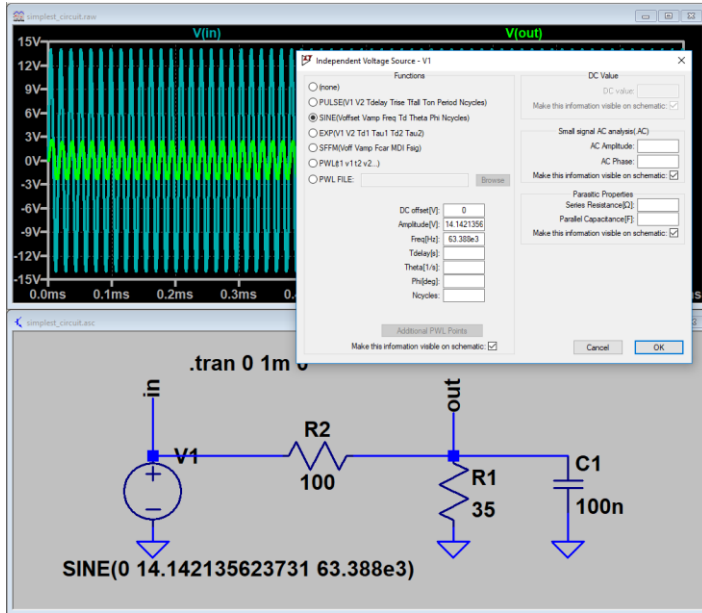 simplest_circuit.raw
V(in)
V(out)
15V
12V
9V
6V
3V
0V
-3V
-6V
-9V
-12V
-15V
0.0ms
0.1ms
0.2ms
0.3ms
Independent Voltage Source - V1
Functions
(none)
PULSE(V1 V2 Tdelay Trise Tfall Ton Period Ncycles)
SINE(Voffset Vamp Freq Td Theta Phi Ncycles)
EXP(V1 V2 Td1 Tau1 Td2 Tau2)
SFFM(Voff Vamp Fcar MDI Fsig)
PWL(t1 v1 t2 v2...)
PWL FILE:
Browse
DC offset[V]: 0
Amplitude[V]: 14.1421356
Freq[Hz]: 63.388e3
Tdelay[s]:
Theta[1/s]:
Phi[deg]:
Ncycles:
Additional PWL Points
Make this information visible on schematic:
DC Value
DC value:
Make this information visible on schematic:
Small signal AC analysis(.AC)
AC Amplitude:
AC Phase:
Make this information visible on schematic:
Parasitic Properties
Series Resistance[Ω]:
Parallel Capacitance[F]:
Make this information visible on schematic:
Cancel
OK
simplest_circuit.asc
.tran 0 1m 0
in
out
V1
R2
100
R1
35
C1
100n
SINE(0 14.142135623731 63.388e3)